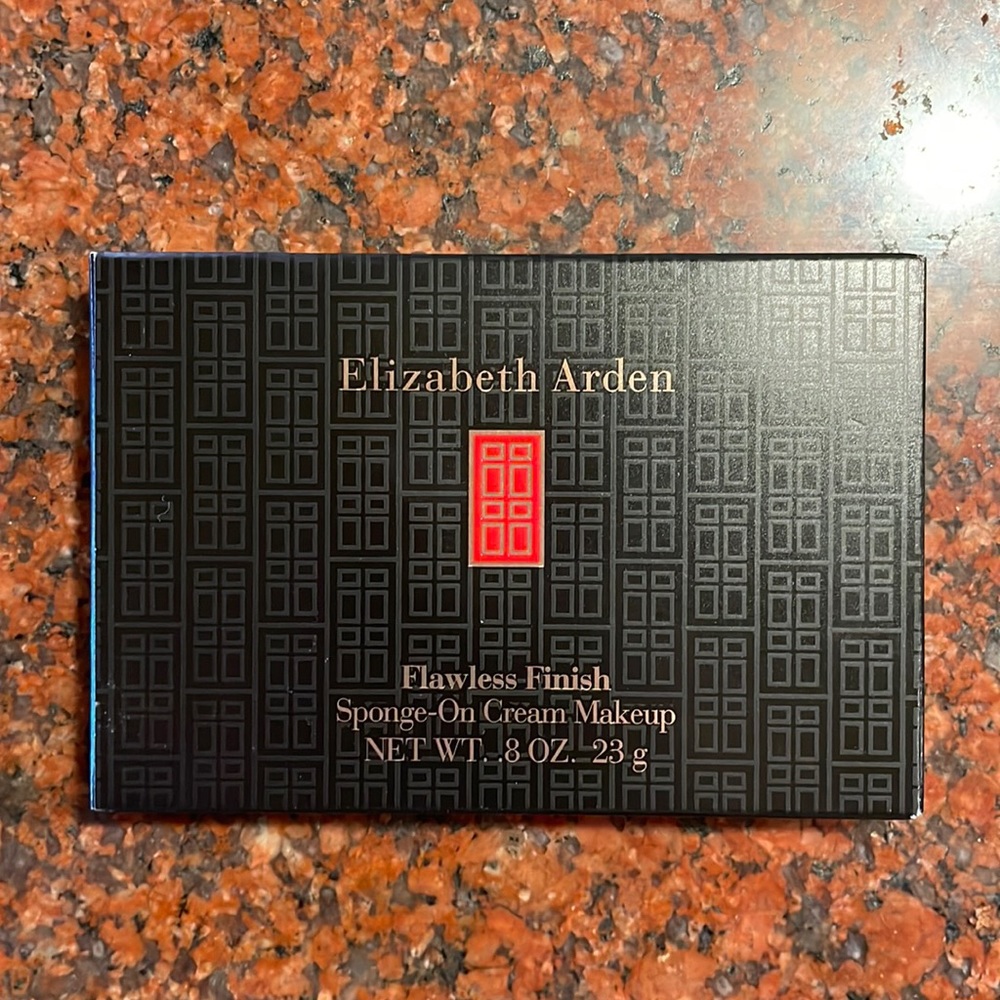 Elizabeth Arden
Flawless Finish
Sponge-On Cream Makeup
NET WT. .8 OZ. 23 g